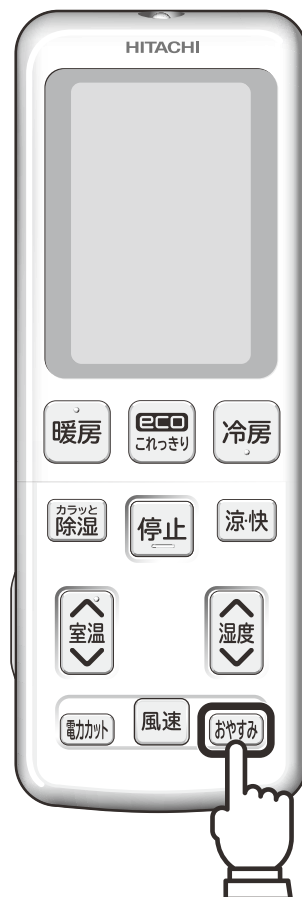 HITACHI
暖房
eco
これっきり
冷房
カラッと
除湿
停止
涼・快
室温
湿度
電力カット
風速
おやすみ